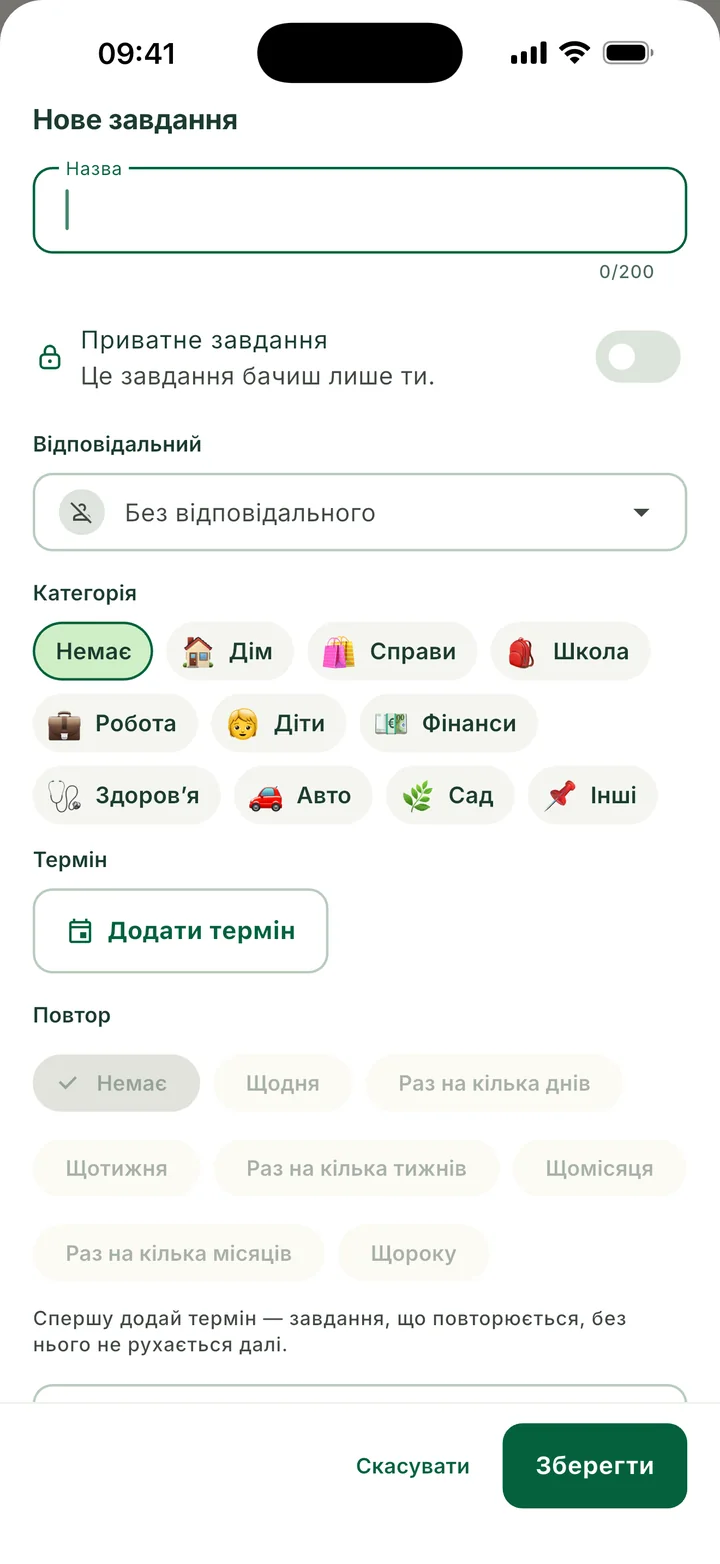 09:41
Нове завдання
Назва
0/200
Приватне завдання
Це завдання бачиш лише ти.
Відповідальний
Без відповідального
Категорія
Немає Дім Справи Школа
Робота Діти Фінанси
Здоров’я Авто Сад Інші
Термін
Додати термін
Повтор
Немає Щодня Раз на кілька днів
Щотижня Раз на кілька тижнів Щомісяця
Раз на кілька місяців Щороку
Спершу додай термін — завдання, що повторюється, без
нього не рухається далі.
Скасувати Зберегти